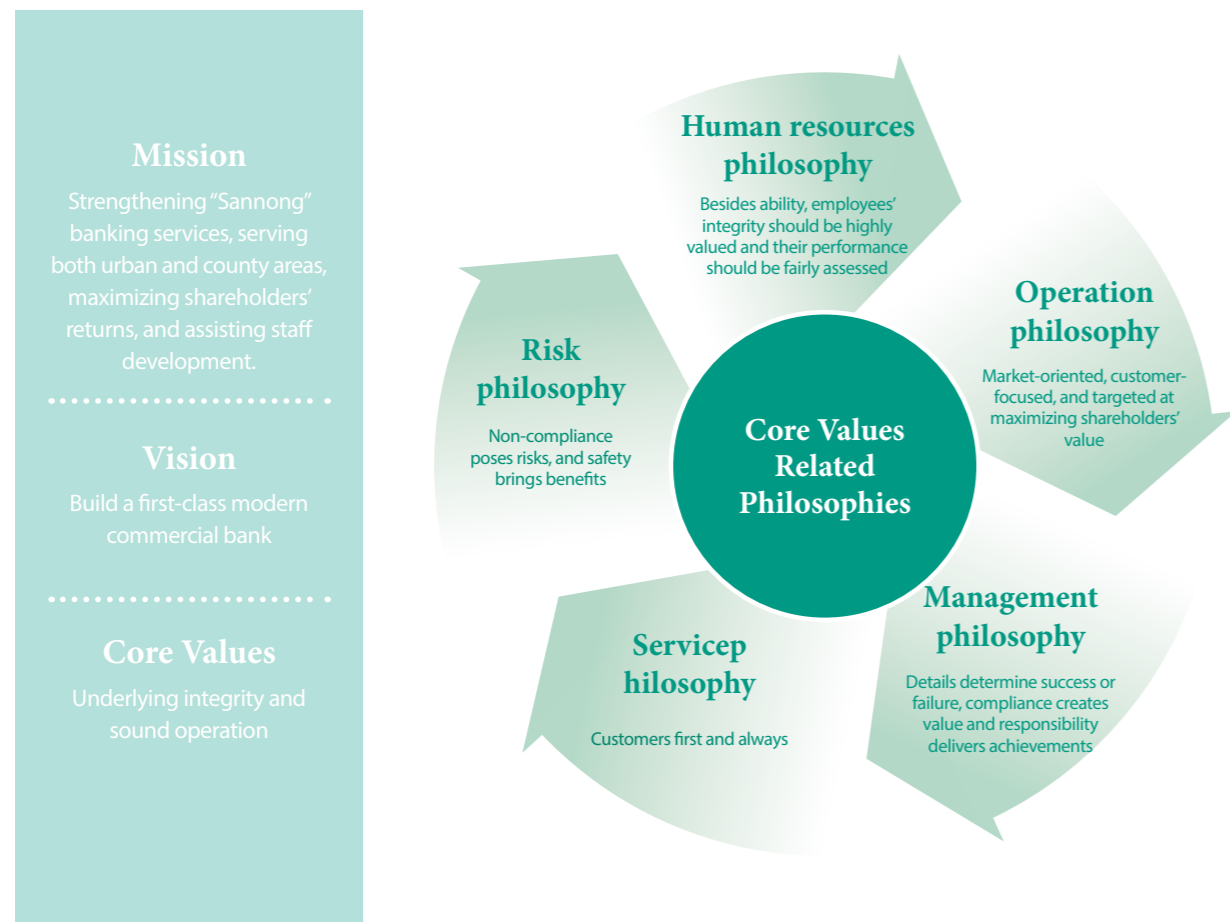 Mission
Strengthening “Sannong”
banking services, serving
both urban and county areas,
maximizing shareholders’
returns, and assisting staff
development.
Vision
Build a first-class modern
commercial bank
Core Values
Underlying integrity and
sound operation
Human resources
philosophy
Besides ability, employees’
integrity should be highly
valued and their performance
should be fairly assessed
Operation
philosophy
Market-oriented, customer-
focused, and targeted at
maximizing shareholders’
value
Management
philosophy
Details determine success or
failure, compliance creates
value and responsibility
delivers achievements
Servicep
hilosophy
Customers first and always
Risk
philosophy
Non-compliance
poses risks, and safety
brings benefits
Core Values
Related
Philosophies